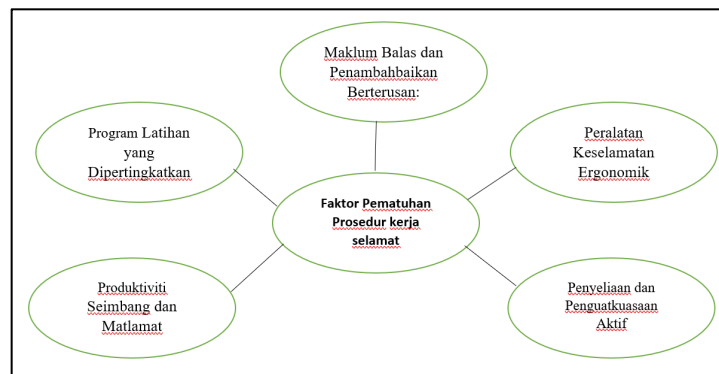 Maklum Balas dan
Penambahbaikan
Berterusan:
Program Latihan
yang
Dipertingkatkan
Peralatan
Keselamatan
Ergonomik
Faktor Pematuhan
Prosedur kerja
selamat
Produktiviti
Seimbang dan
Matlamat
Penyeliaan dan
Penguatkuasaan
Aktif